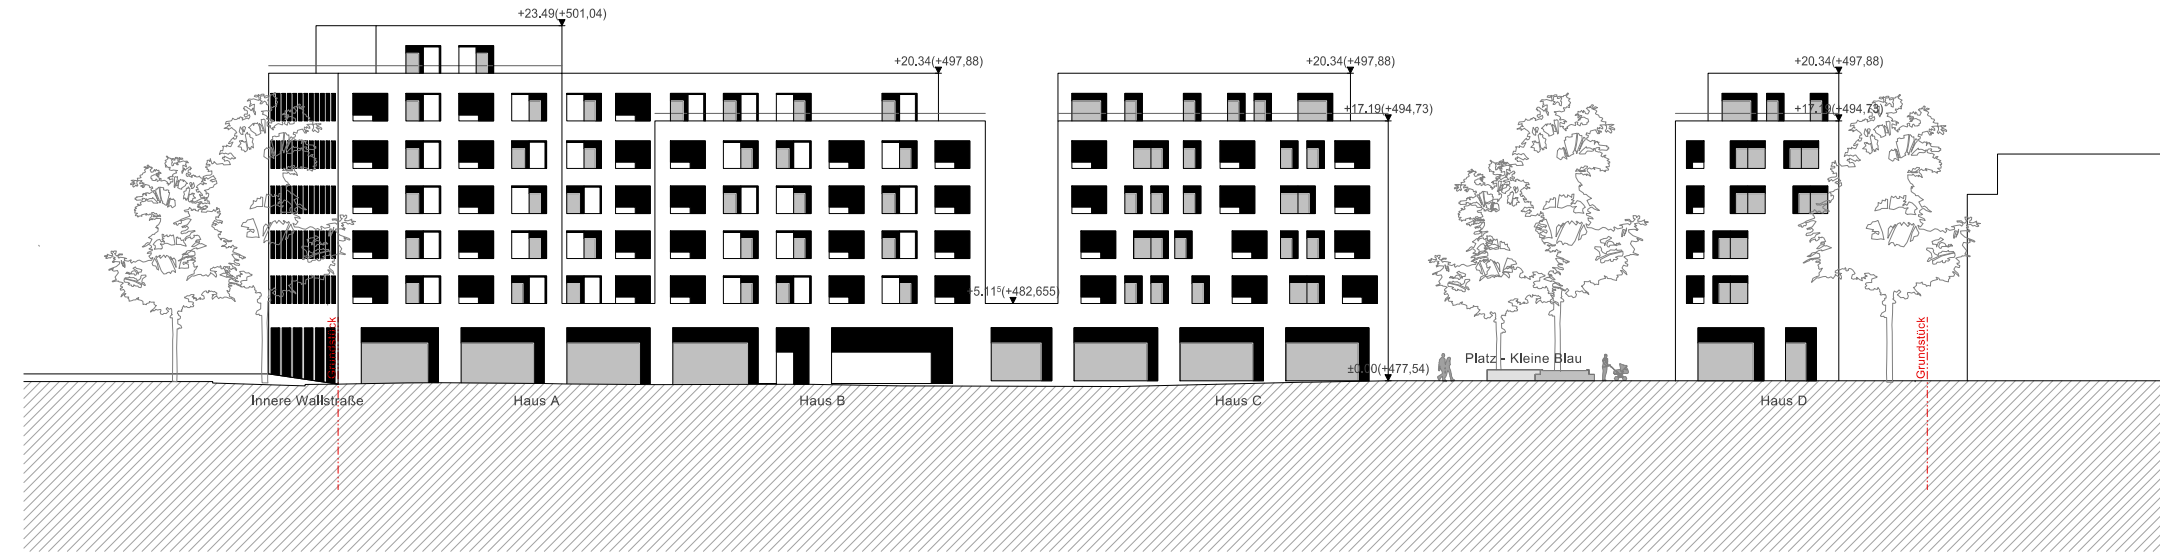 +23.49(+501,04)
+20.34(+497,88)
+20.34(+497,88)
+20.34(+497,88)
+17.19(+494,73)
+17.19(+494,73)
+5.11⁵(+482,655)
Grundstück
Grundstück
Platz - Kleine Blau
±0.00(+477,54)
Innere Wallstraße
Haus A
Haus B
Haus C
Haus D